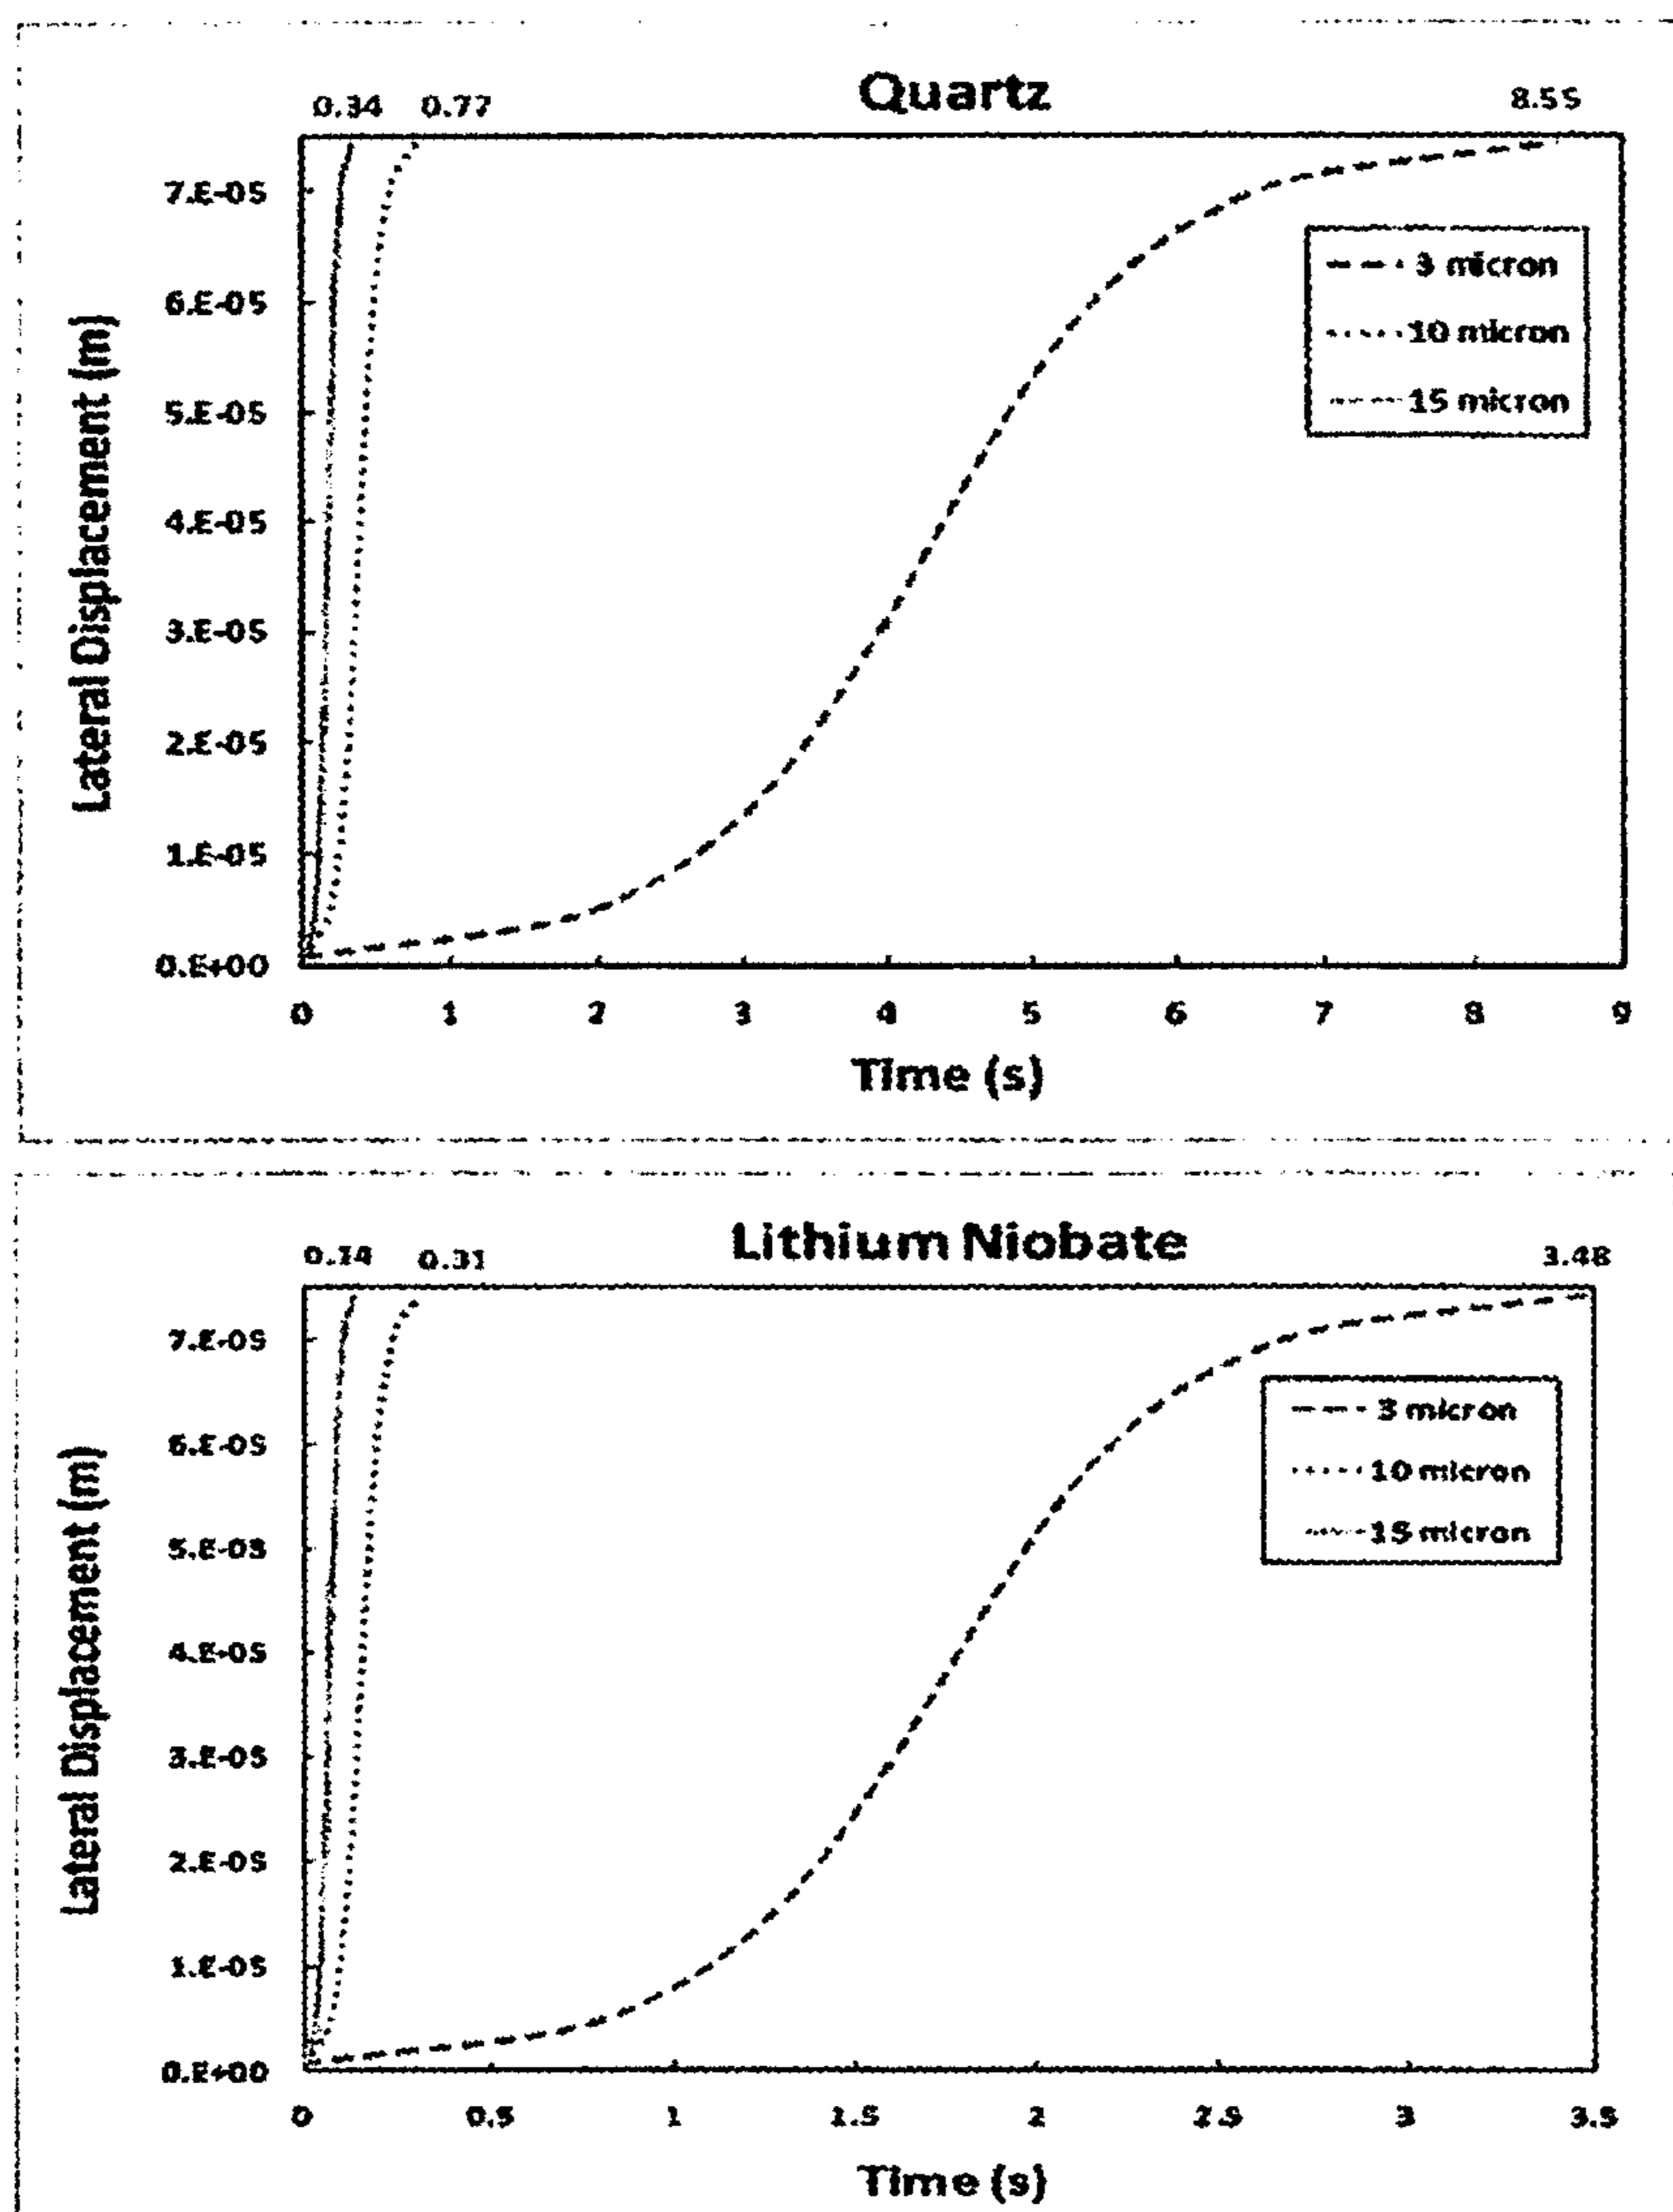 Quartz
0.34 0.77 8.55
7.E-05
6.E-05
5.E-05
4.E-05
3.E-05
2.E-05
1.E-05
0.E+00
Lateral Displacement (m)
3 micron
10 micron
15 micron
0 1 2 3 4 5 6 7 8 9
Time (s)
Lithium Niobate
0.14 0.31 3.48
7.E-05
6.E-05
5.E-05
4.E-05
3.E-05
2.E-05
1.E-05
0.E+00
Lateral Displacement (m)
3 micron
10 micron
15 micron
0 0.5 1 1.5 2 2.5 3 3.5
Time (s)